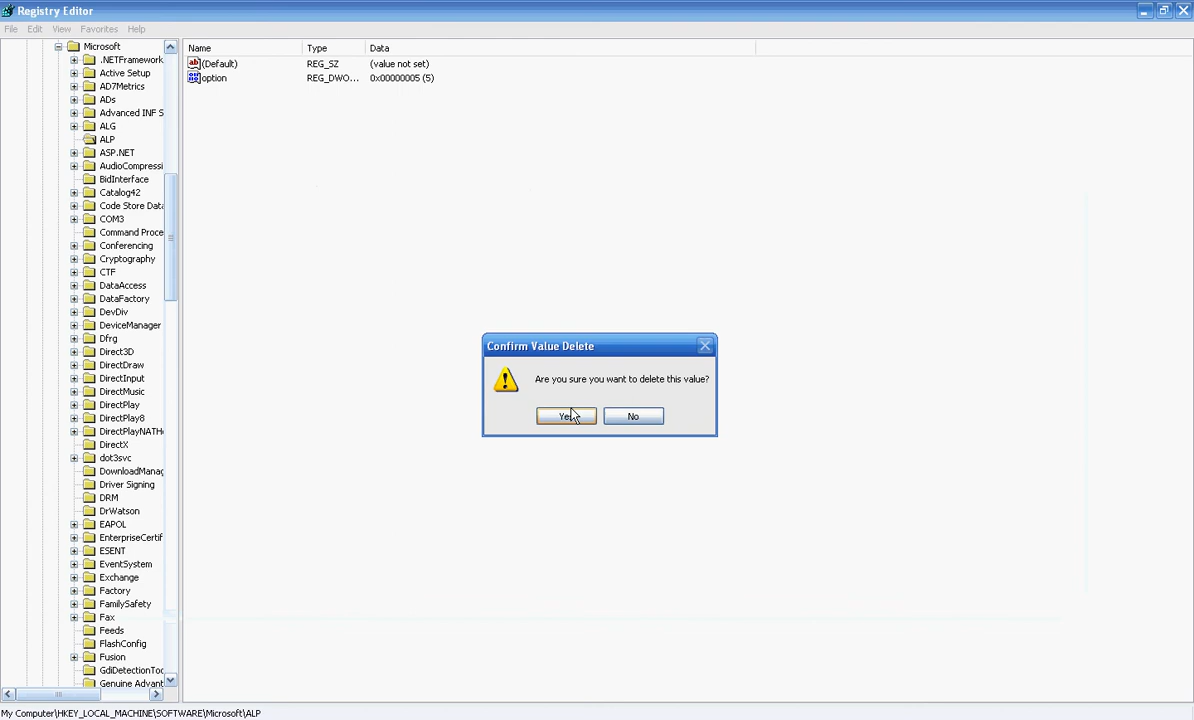 Registry Editor
File Edit View Favorites Help
Microsoft
.NETFramework
Active Setup
AD7Metrics
ADs
Advanced INF S
ALG
ALP
ASP.NET
AudioCompressi
BidInterface
Catalog42
Code Store Data
COM3
Command Proce
Conferencing
Cryptography
CTF
DataAccess
DataFactory
DevDiv
DeviceManager
Dfrg
Direct3D
DirectDraw
DirectInput
DirectMusic
DirectPlay
DirectPlay8
DirectPlayNATHe
DirectX
dot3svc
DownloadManag
Driver Signing
DRM
DrWatson
EAPOL
EnterpriseCertif
ESENT
EventSystem
Exchange
Factory
FamilySafety
Fax
Feeds
FlashConfig
Fusion
GdiDetectionToo
Genuine Advant
Name Type Data
(Default) REG_SZ (value not set)
option REG_DWO... 0x00000005 (5)
Confirm Value Delete
Are you sure you want to delete this value?
Yes No
My Computer\HKEY_LOCAL_MACHINE\SOFTWARE\Microsoft\ALP